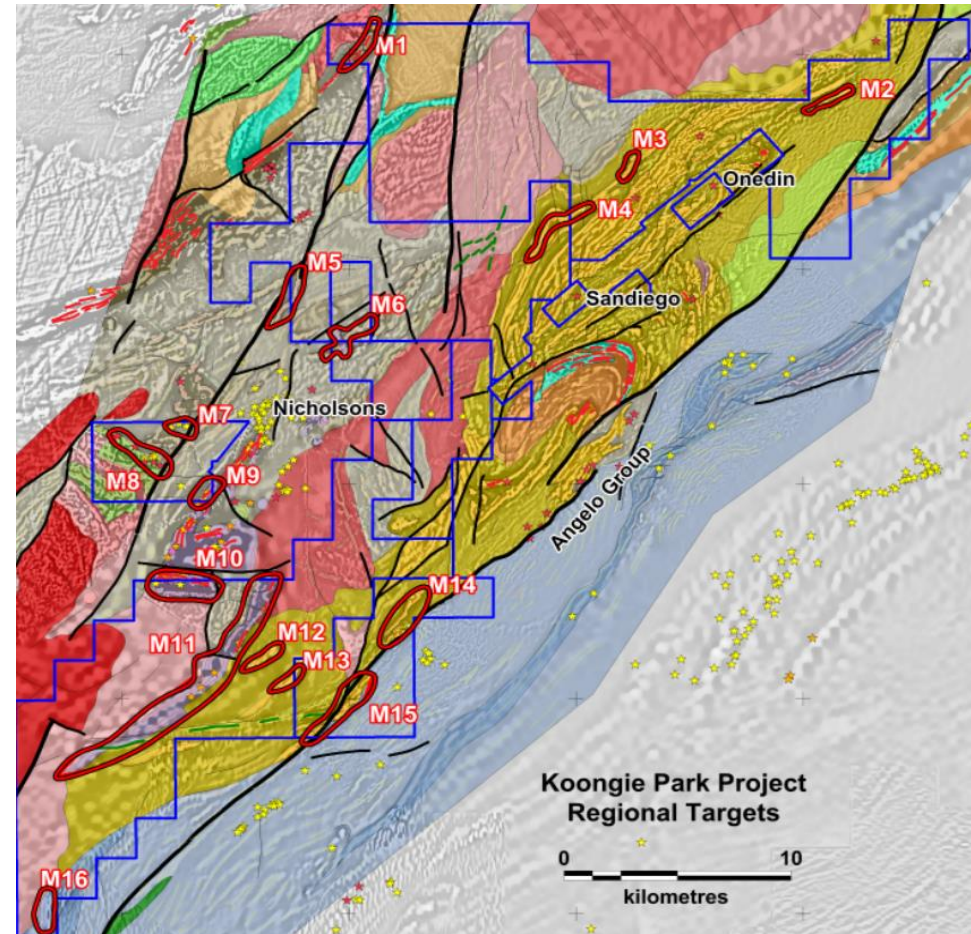 M1
M2
M3
Onedin
M4
M5
Sandiego
M6
Nicholsons
M7
M8
M9
Angelo Group
M10
M14
M11
M12
M13
M15
Koongie Park Project
Regional Targets
0 10
kilometres
M16